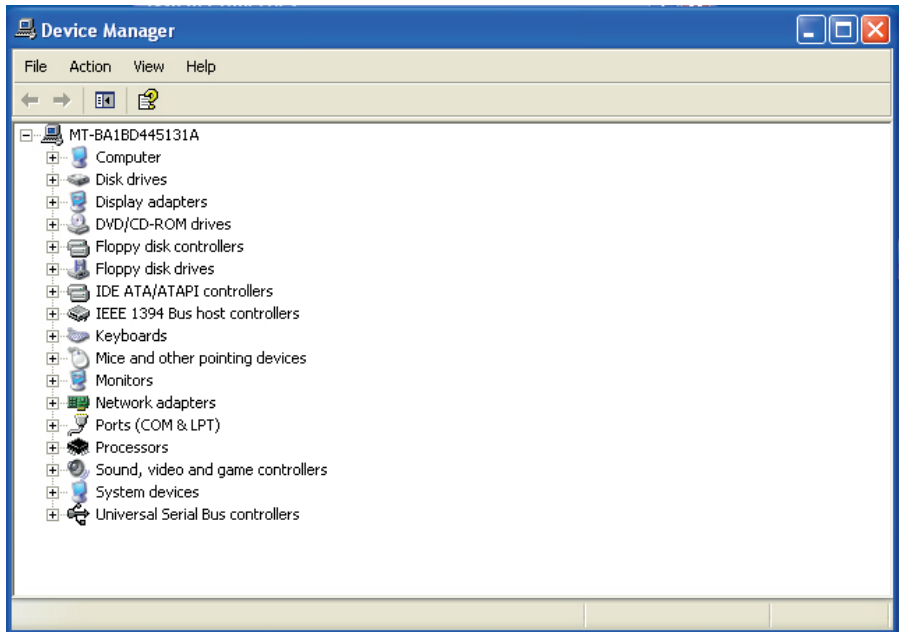 Device Manager
File Action View Help
MT-BA1BD445131A
Computer
Disk drives
Display adapters
DVD/CD-ROM drives
Floppy disk controllers
Floppy disk drives
IDE ATA/ATAPI controllers
IEEE 1394 Bus host controllers
Keyboards
Mice and other pointing devices
Monitors
Network adapters
Ports (COM & LPT)
Processors
Sound, video and game controllers
System devices
Universal Serial Bus controllers